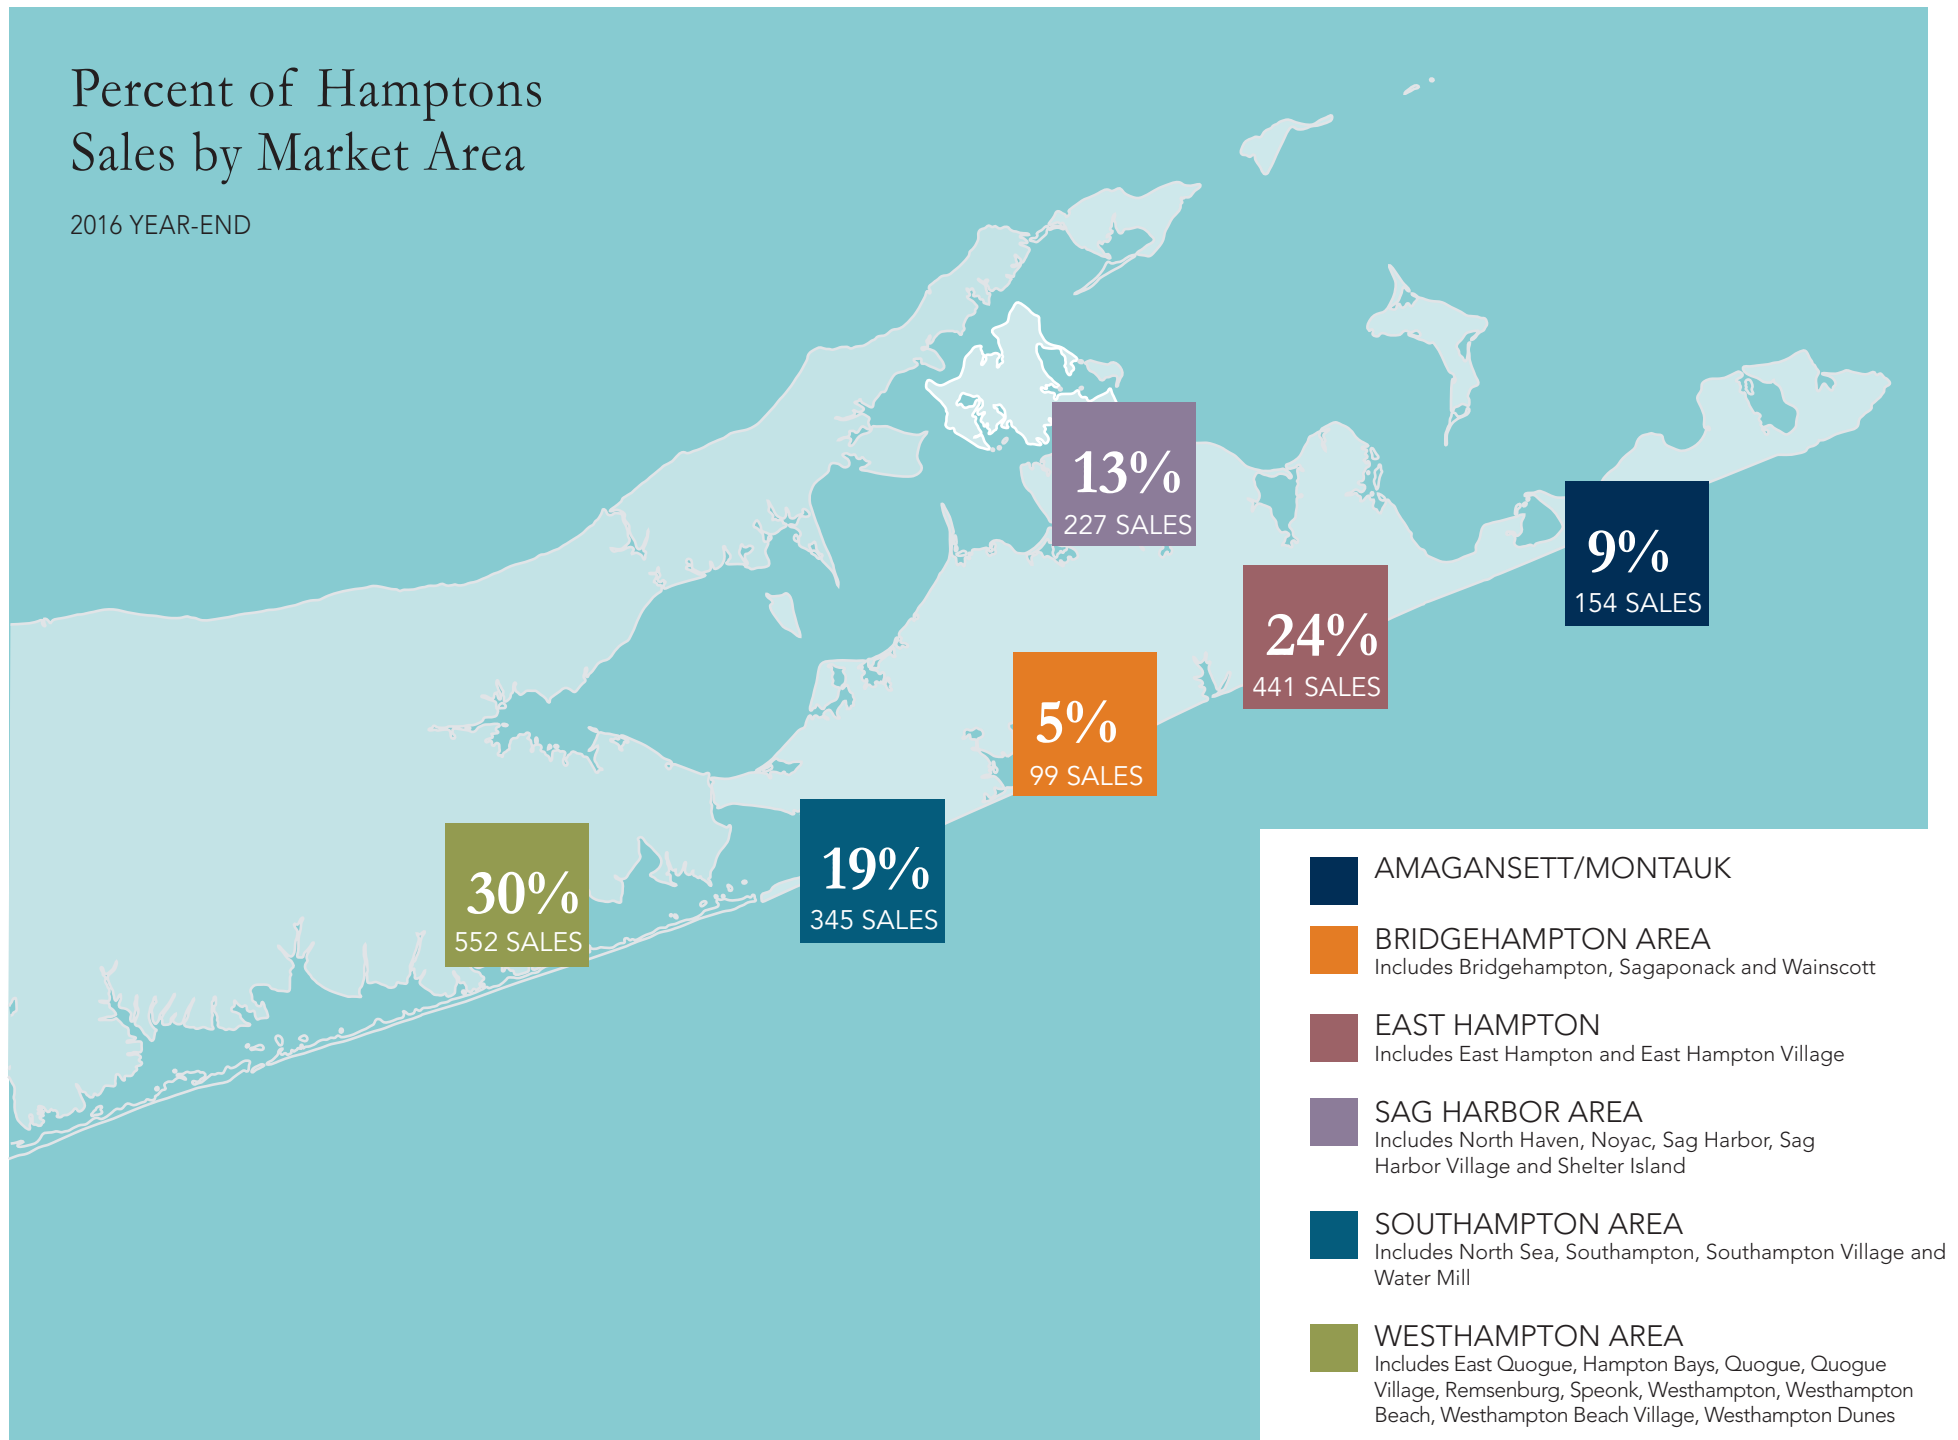 Percent of Hamptons
Sales by Market Area
2016 YEAR-END
13%
227 SALES
9%
154 SALES
24%
441 SALES
5%
99 SALES
19%
345 SALES
30%
552 SALES
AMAGANSETT/MONTAUK
BRIDGEHAMPTON AREA
Includes Bridgehampton, Sagaponack and Wainscott
EAST HAMPTON
Includes East Hampton and East Hampton Village
SAG HARBOR AREA
Includes North Haven, Noyac, Sag Harbor, Sag
Harbor Village and Shelter Island
SOUTHAMPTON AREA
Includes North Sea, Southampton, Southampton Village and
Water Mill
WESTHAMPTON AREA
Includes East Quogue, Hampton Bays, Quogue, Quogue
Village, Remsenburg, Speonk, Westhampton, Westhampton
Beach, Westhampton Beach Village, Westhampton Dunes